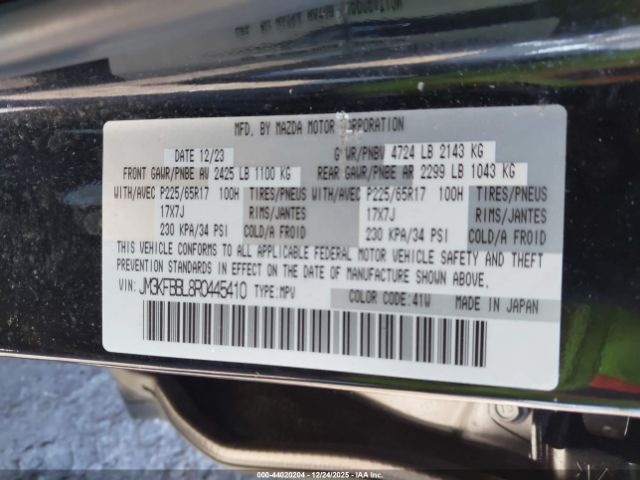 MFD. BY MAZDA MOTOR CORPORATION
DATE 12/23 GVWR/PNBV 4724 LB 2143 KG
FRONT GAWR/PNBE AV 2425 LB 1100 KG REAR GAWR/PNBE AR 2299 LB 1043 KG
WITH/AVEC P225/65R17 100H TIRES/PNEUS WITH/AVEC P225/65R17 100H TIRES/PNEUS
17X7J RIMS/JANTES 17X7J RIMS/JANTES
230 KPA/34 PSI COLD/A FROID 230 KPA/34 PSI COLD/A FROID
THIS VEHICLE CONFORMS TO ALL APPLICABLE FEDERAL MOTOR VEHICLE SAFETY AND THEFT
PREVENTION STANDARDS IN EFFECT ON THE DATE OF MANUFACTURE SHOWN ABOVE.
VIN: JM3KFBBL8R0445410 TYPE:MPV COLOR CODE:41W MADE IN JAPAN
000-44020204 - 12/24/2025 - IAA Inc.